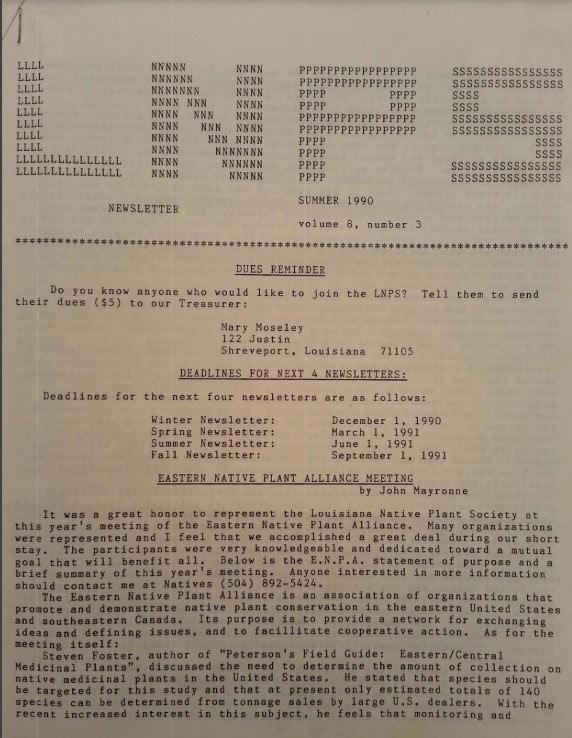 LLLL NNNNN NNNN PPPPPPPPPPPPPPPPP SSSSSSSSSSSSSSSS
LLLL NNNNNN NNNN PPPPPPPPPPPPPPPPP SSSSSSSSSSSSSSSS
LLLL NNNNNNN NNNN PPPP PPPP SSSS
LLLL NNNN NNN NNNN PPPP PPPP SSSS
LLLL NNNN NNN NNNN PPPPPPPPPPPPPPPPP SSSSSSSSSSSSSSSS
LLLL NNNN NNN NNNN PPPPPPPPPPPPPPPPP SSSSSSSSSSSSSSSS
LLLL NNNN NNN NNNN PPPP SSSS
LLLL NNNN NNNNNNN PPPP SSSS
LLLLLLLLLLLLLLL NNNN NNNNNN PPPP SSSSSSSSSSSSSSSS
LLLLLLLLLLLLLLL NNNN NNNNN PPPP SSSSSSSSSSSSSSSS
SUMMER 1990
NEWSLETTER
volume 8, number 3
*******************************************************************************
DUES REMINDER
Do you know anyone who would like to join the LNPS? Tell them to send
their dues ($5) to our Treasurer:
Mary Moseley
122 Justin
Shreveport, Louisiana 71105
DEADLINES FOR NEXT 4 NEWSLETTERS:
Deadlines for the next four newsletters are as follows:
Winter Newsletter: December 1, 1990
Spring Newsletter: March 1, 1991
Summer Newsletter: June 1, 1991
Fall Newsletter: September 1, 1991
EASTERN NATIVE PLANT ALLIANCE MEETING
by John Mayronne
It was a great honor to represent the Louisiana Native Plant Society at
this year's meeting of the Eastern Native Plant Alliance. Many organizations
were represented and I feel that we accomplished a great deal during our short
stay. The participants were very knowledgeable and dedicated toward a mutual
goal that will benefit all. Below is the E.N.P.A. statement of purpose and a
brief summary of this year's meeting. Anyone interested in more information
should contact me at Natives (504) 892-5424.
The Eastern Native Plant Alliance is an association of organizations that
promote and demonstrate native plant conservation in the eastern United States
and southeastern Canada. Its purpose is to provide a network for exchanging
ideas and defining issues, and to facillitate cooperative action. As for the
meeting itself:
Steven Foster, author of "Peterson's Field Guide: Eastern/Central
Medicinal Plants", discussed the need to determine the amount of collection on
native medicinal plants in the United States. He stated that species should
be targeted for this study and that at present only estimated totals of 140
species can be determined from tonnage sales by large U.S. dealers. With the
recent increased interest in this subject, he feels that monitoring and